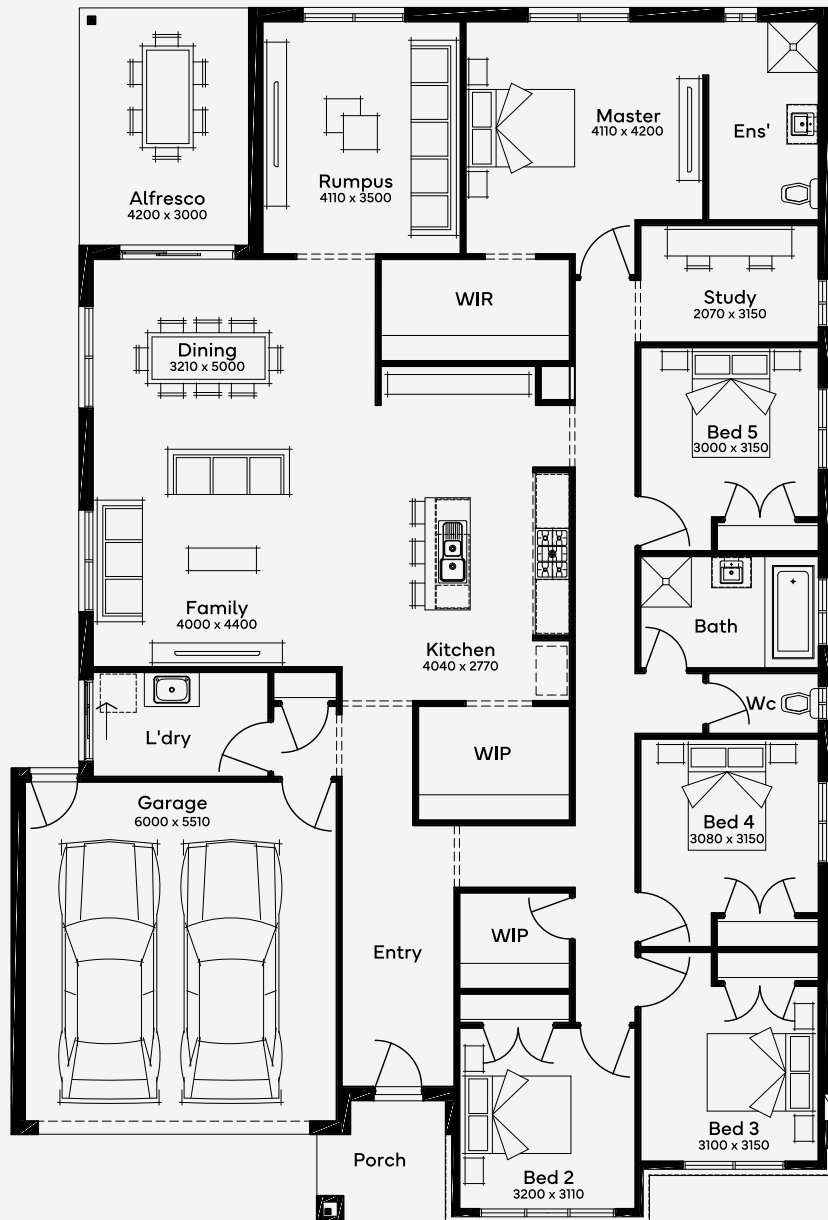 Alfresco
4200 x 3000
Rumpus
4110 x 3500
Master
4110 x 4200
Ens'
WIR
Study
2070 x 3150
Dining
3210 x 5000
Bed 5
3000 x 3150
Family
4000 x 4400
Kitchen
4040 x 2770
Bath
Wc
L'dry
WIP
Garage
6000 x 5510
Bed 4
3080 x 3150
Entry
WIP
Bed 3
3100 x 3150
Porch
Bed 2
3200 x 3110